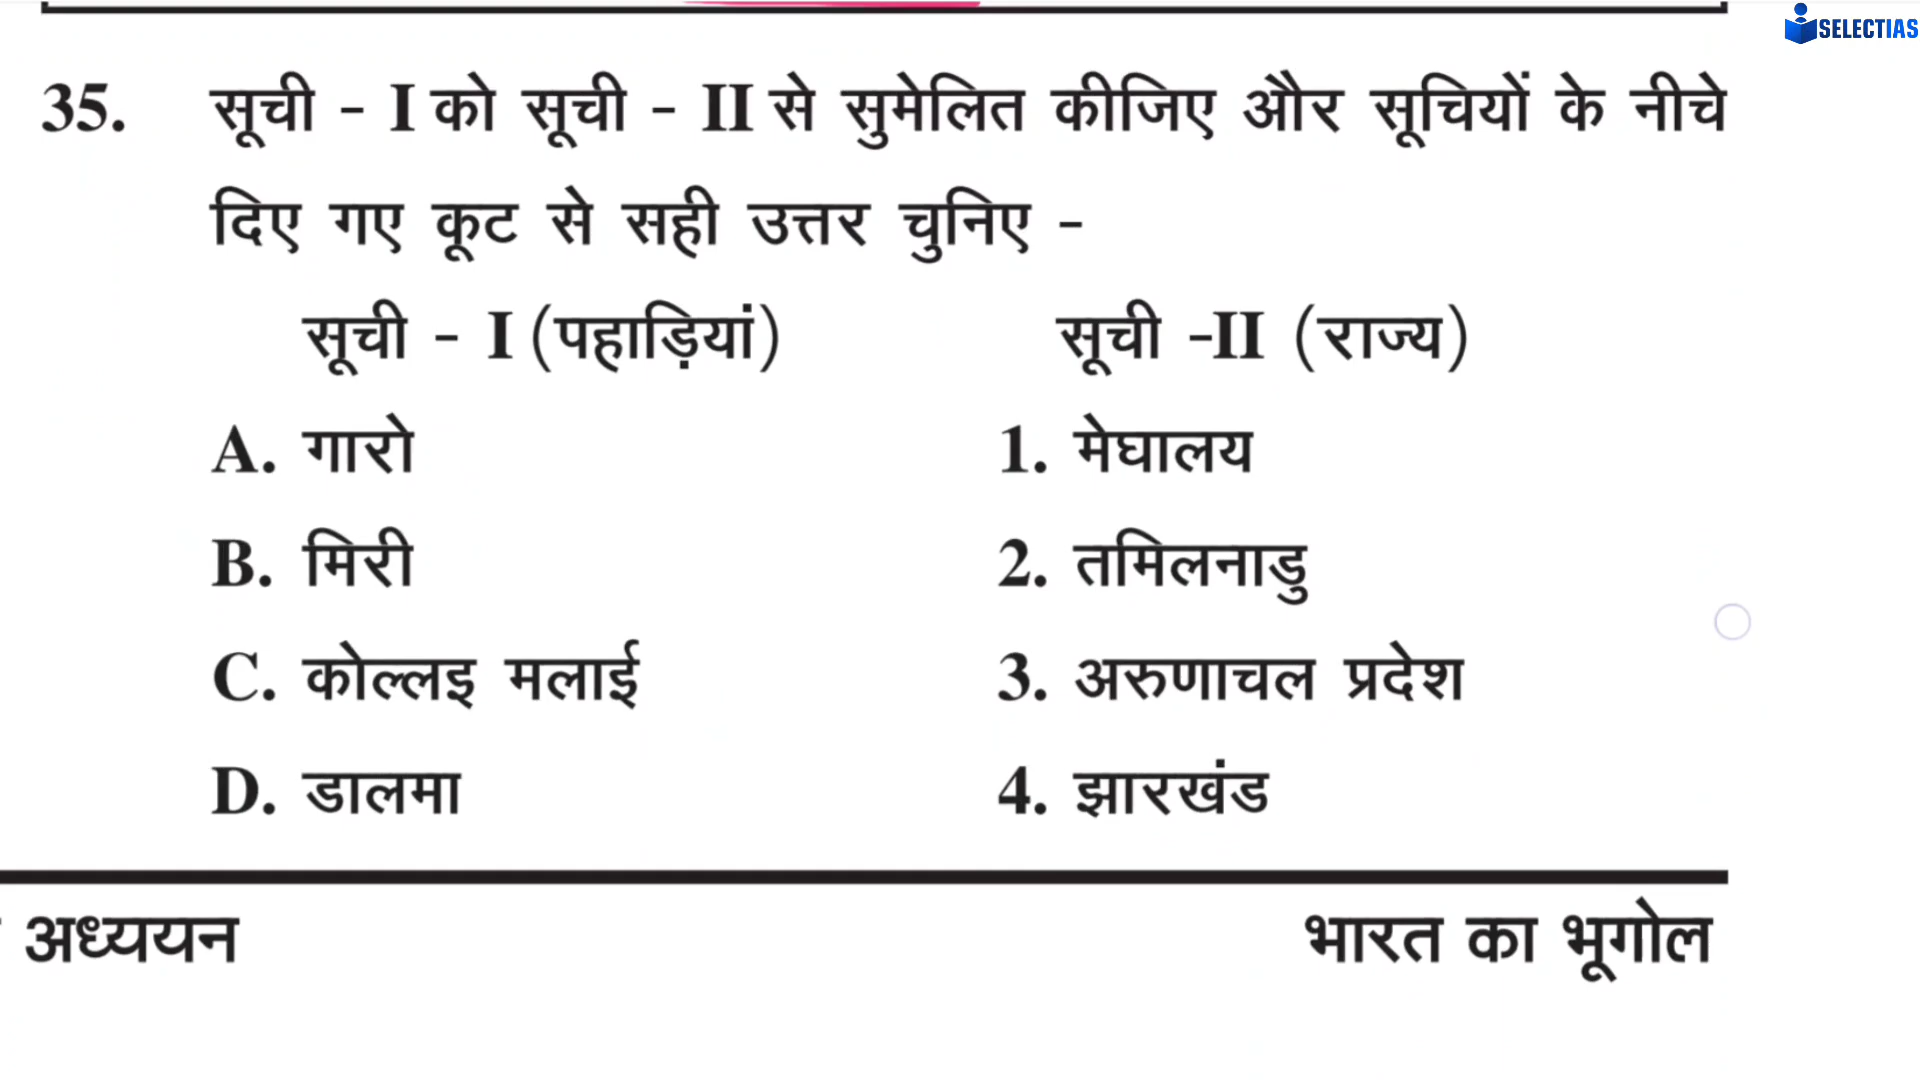 SELECTIAS
35. सूची - I को सूची - II से सुमेलित कीजिए और सूचियों के नीचे
दिए गए कूट से सही उत्तर चुनिए -
सूची - I (पहाड़ियां) सूची -II (राज्य)
A. गारो 1. मेघालय
B. मिरी 2. तमिलनाडु
C. कोल्लइ मलाई 3. अरुणाचल प्रदेश
D. डालमा 4. झारखंड
अध्ययन भारत का भूगोल